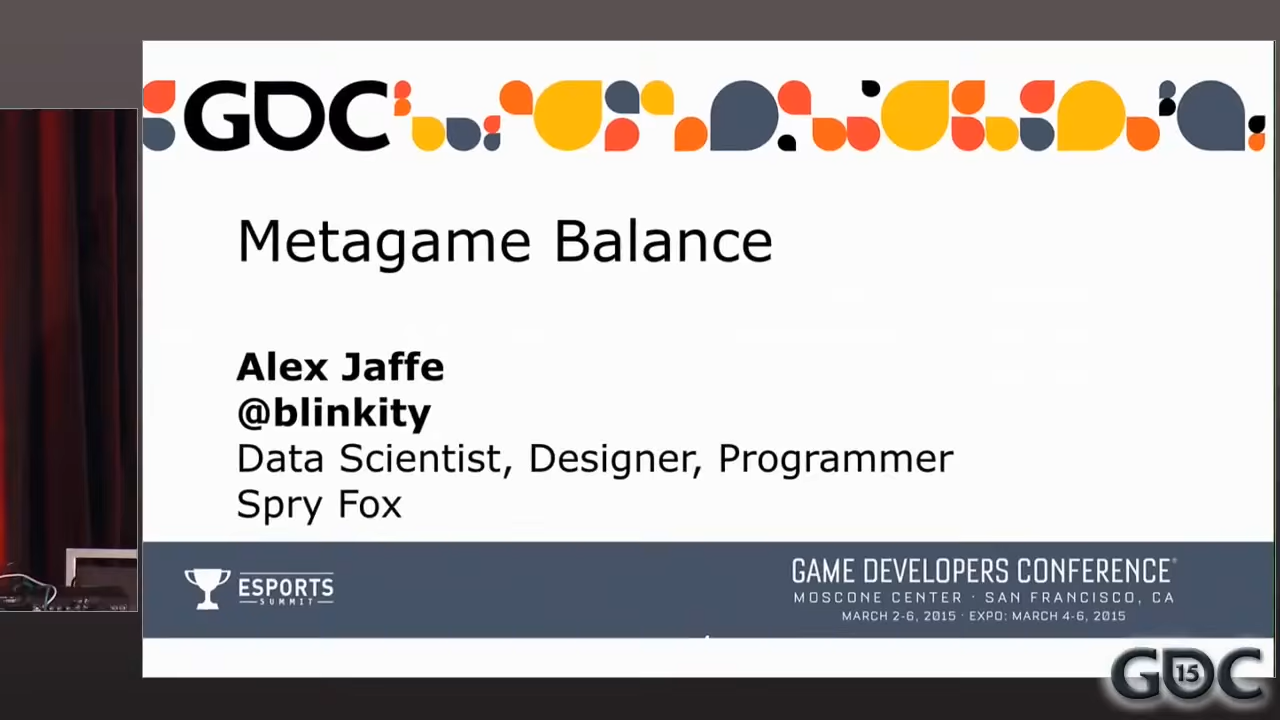 GDC
Metagame Balance
Alex Jaffe
@blinkity
Data Scientist, Designer, Programmer
Spry Fox
ESPORTS
SUMMIT
GAME DEVELOPERS CONFERENCE®
MOSCONE CENTER · SAN FRANCISCO, CA
MARCH 2-6, 2015 · EXPO: MARCH 4-6, 2015
GDC 15